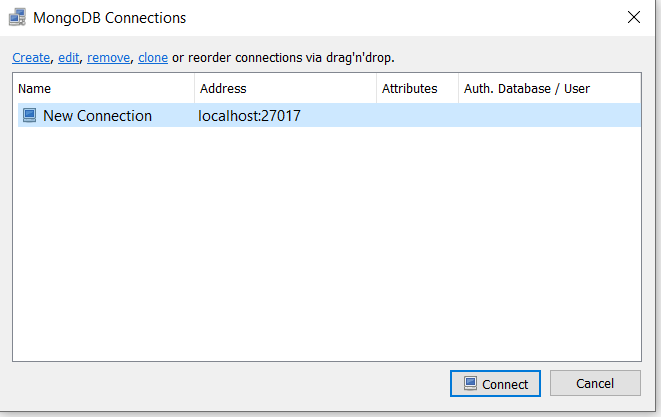 MongoDB Connections
Create, edit, remove, clone or reorder connections via drag'n'drop.
Name Address Attributes Auth. Database / User
New Connection localhost:27017
Connect Cancel